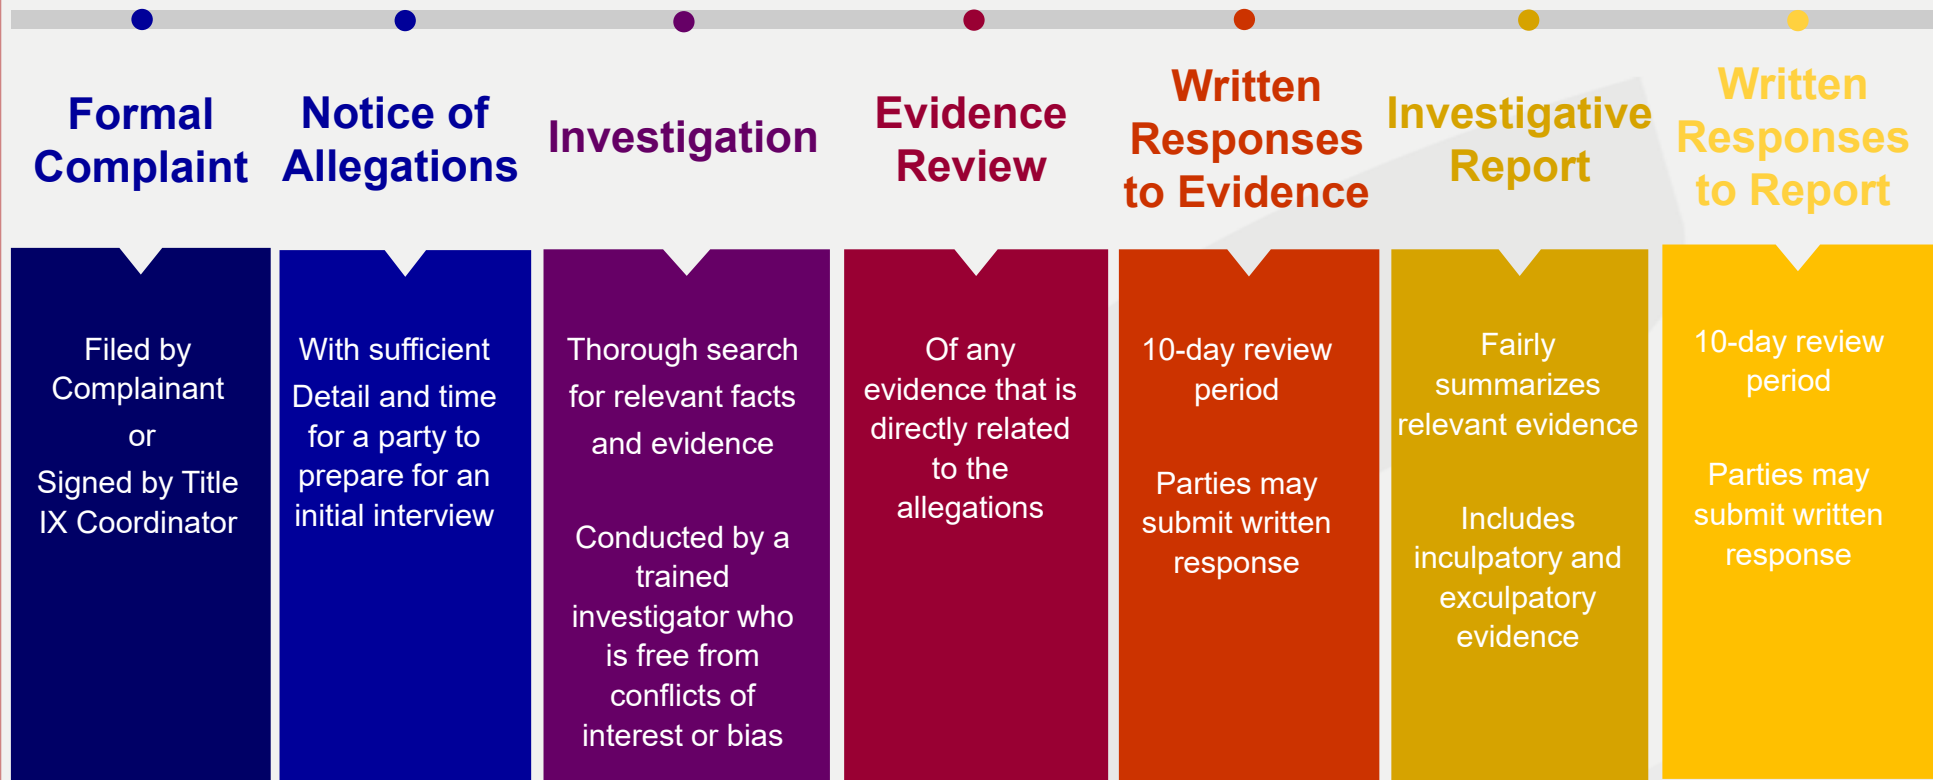 Formal
Complaint
Notice of
Allegations
Investigation
Evidence
Review
Written
Responses
to Evidence
Investigative
Report
Written
Responses
to Report
Filed by
Complainant
or
Signed by Title
IX Coordinator
With sufficient
Detail and time
for a party to
prepare for an
initial interview
Thorough search
for relevant facts
and evidence
Conducted by a
trained
investigator who
is free from
conflicts of
interest or bias
Of any
evidence that is
directly related
to the
allegations
10-day review
period
Parties may
submit written
response
Fairly
summarizes
relevant evidence
Includes
inculpatory and
exculpatory
evidence
10-day review
period
Parties may
submit written
response